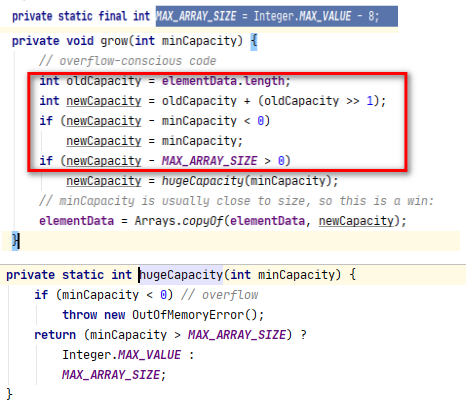 private static final int MAX_ARRAY_SIZE = Integer.MAX_VALUE - 8;
private void grow(int minCapacity) {
// overflow-conscious code
int oldCapacity = elementData.length;
int newCapacity = oldCapacity + (oldCapacity >> 1);
if (newCapacity - minCapacity < 0)
newCapacity = minCapacity;
if (newCapacity - MAX_ARRAY_SIZE > 0)
newCapacity = hugeCapacity(minCapacity);
// minCapacity is usually close to size, so this is a win:
elementData = Arrays.copyOf(elementData, newCapacity);
}
private static int hugeCapacity(int minCapacity) {
if (minCapacity < 0) // overflow
throw new OutOfMemoryError();
return (minCapacity > MAX_ARRAY_SIZE) ?
Integer.MAX_VALUE :
MAX_ARRAY_SIZE;
}